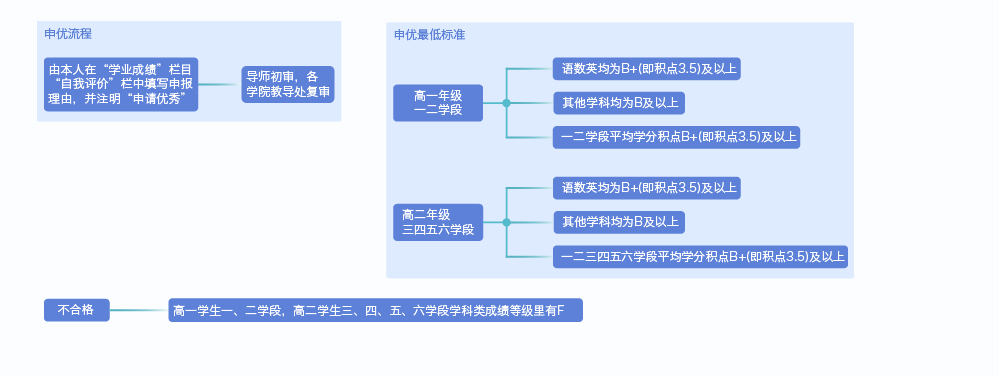 申优流程
由本人在“学业成绩”栏目
“自我评价”栏中填写申报
理由，并注明“申请优秀”
导师初审，各
学院教导处复审
申优最低标准
高一年级
一二学段
语数英均为B+(即积点3.5)及以上
其他学科均为B及以上
一二学段平均学分积点B+(即积点3.5)及以上
高二年级
三四五六学段
语数英均为B+(即积点3.5)及以上
其他学科均为B及以上
一二三四五六学段平均学分积点B+(即积点3.5)及以上
不合格
高一学生一、二学段，高二学生三、四、五、六学段学科类成绩等级里有F